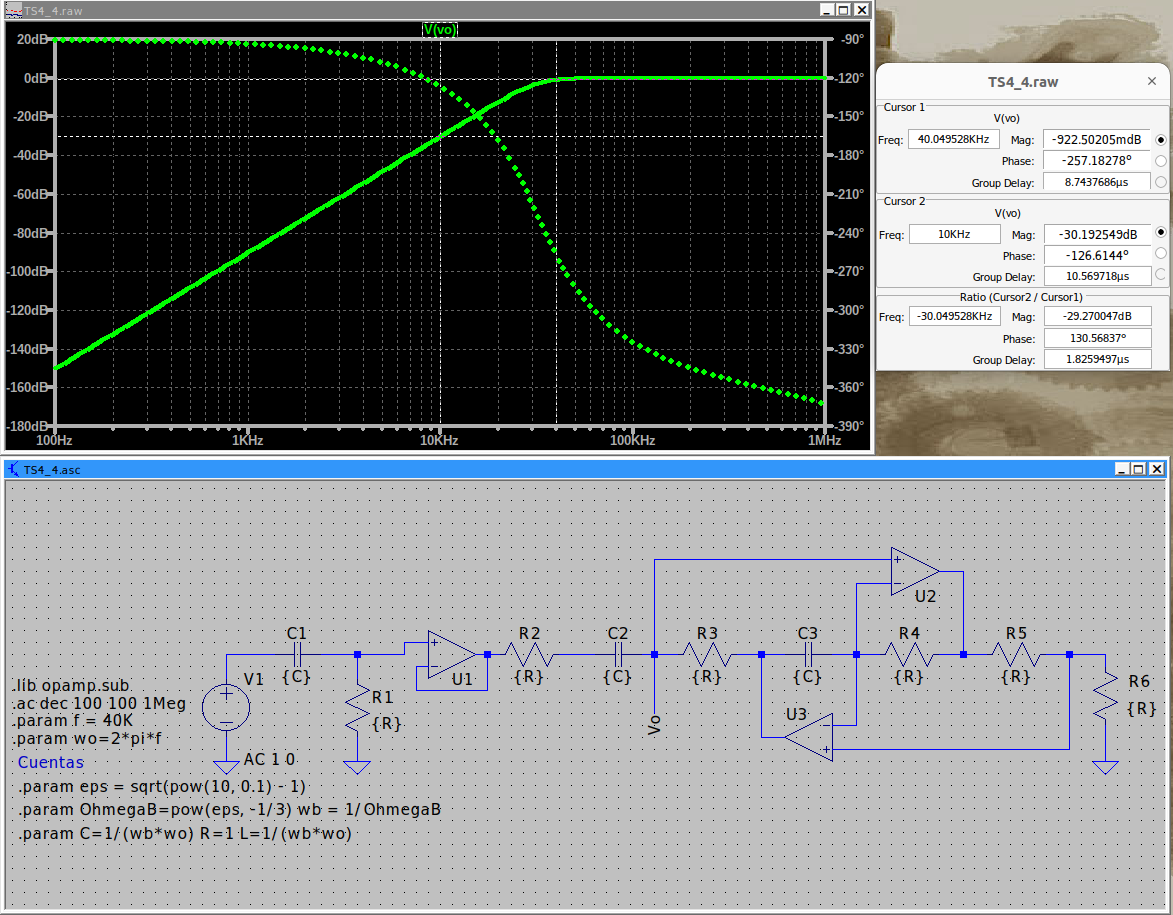 TS4_4.raw
V(vo)
20dB
0dB
-20dB
-40dB
-60dB
-80dB
-100dB
-120dB
-140dB
-160dB
-180dB
-90°
-120°
-150°
-180°
-210°
-240°
-270°
-300°
-330°
-360°
-390°
100Hz 1KHz 10KHz 100KHz 1MHz
TS4_4.raw
Cursor 1
V(vo)
Freq: 40.049528KHz Mag: -922.50205mdB
Phase: -257.18278°
Group Delay: 8.7437686µs
Cursor 2
V(vo)
Freq: 10KHz Mag: -30.192549dB
Phase: -126.6144°
Group Delay: 10.569718µs
Ratio (Cursor2 / Cursor1)
Freq: -30.049528KHz Mag: -29.270047dB
Phase: 130.56837°
Group Delay: 1.8259497µs
TS4_4.asc
U2
C1 R2 C2 R3 C3 R4 R5
{C} U1 {R} {C} {R} {C} {R} {R}
V1
R1
{R}
R6
{R}
U3
Vo
AC 1 0
.lib opamp.sub
.ac dec 100 100 1Meg
.param f = 40K
.param wo=2*pi*f
Cuentas
.param eps = sqrt(pow(10, 0.1) - 1)
.param OhmegaB=pow(eps, -1/3) wb = 1/OhmegaB
.param C=1/(wb*wo) R=1 L=1/(wb*wo)